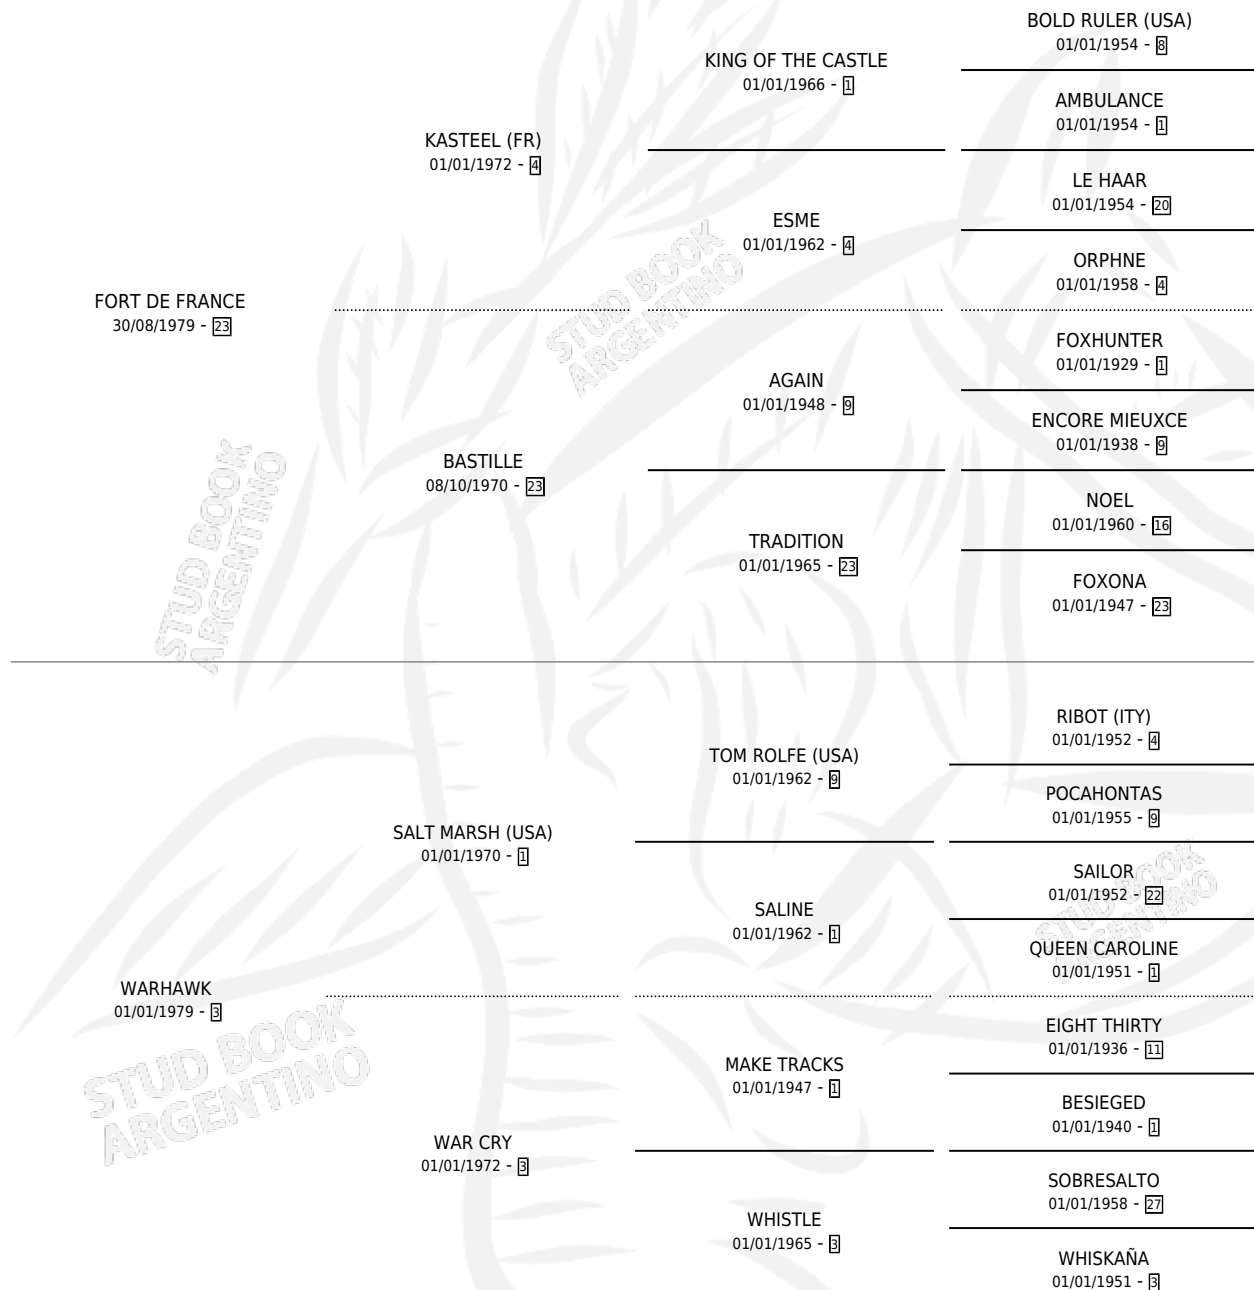 BOLD RULER (USA)
01/01/1954 - 8
KING OF THE CASTLE
01/01/1966 - 1
AMBULANCE
01/01/1954 - 1
KASTEEL (FR)
01/01/1972 - 4
LE HAAR
01/01/1954 - 20
ESME
01/01/1962 - 4
ORPHNE
01/01/1958 - 4
FORT DE FRANCE
30/08/1979 - 23
FOXHUNTER
01/01/1929 - 1
AGAIN
01/01/1948 - 9
ENCORE MIEUXCE
01/01/1938 - 9
BASTILLE
08/10/1970 - 23
NOEL
01/01/1960 - 16
TRADITION
01/01/1965 - 23
FOXONA
01/01/1947 - 23
RIBOT (ITY)
01/01/1952 - 4
TOM ROLFE (USA)
01/01/1962 - 9
POCAHONTAS
01/01/1955 - 9
SALT MARSH (USA)
01/01/1970 - 1
SAILOR
01/01/1952 - 22
SALINE
01/01/1962 - 1
QUEEN CAROLINE
01/01/1951 - 1
WARHAWK
01/01/1979 - 3
EIGHT THIRTY
01/01/1936 - 11
MAKE TRACKS
01/01/1947 - 1
BESIEGED
01/01/1940 - 1
WAR CRY
01/01/1972 - 3
SOBRESALTO
01/01/1958 - 27
WHISTLE
01/01/1965 - 3
WHISKAÑA
01/01/1951 - 3
STUD BOOK
ARGENTINO
STUD BOOK
ARGENTINO
STUD BOOK
ARGENTINO
STUD BOOK
ARGENTINO